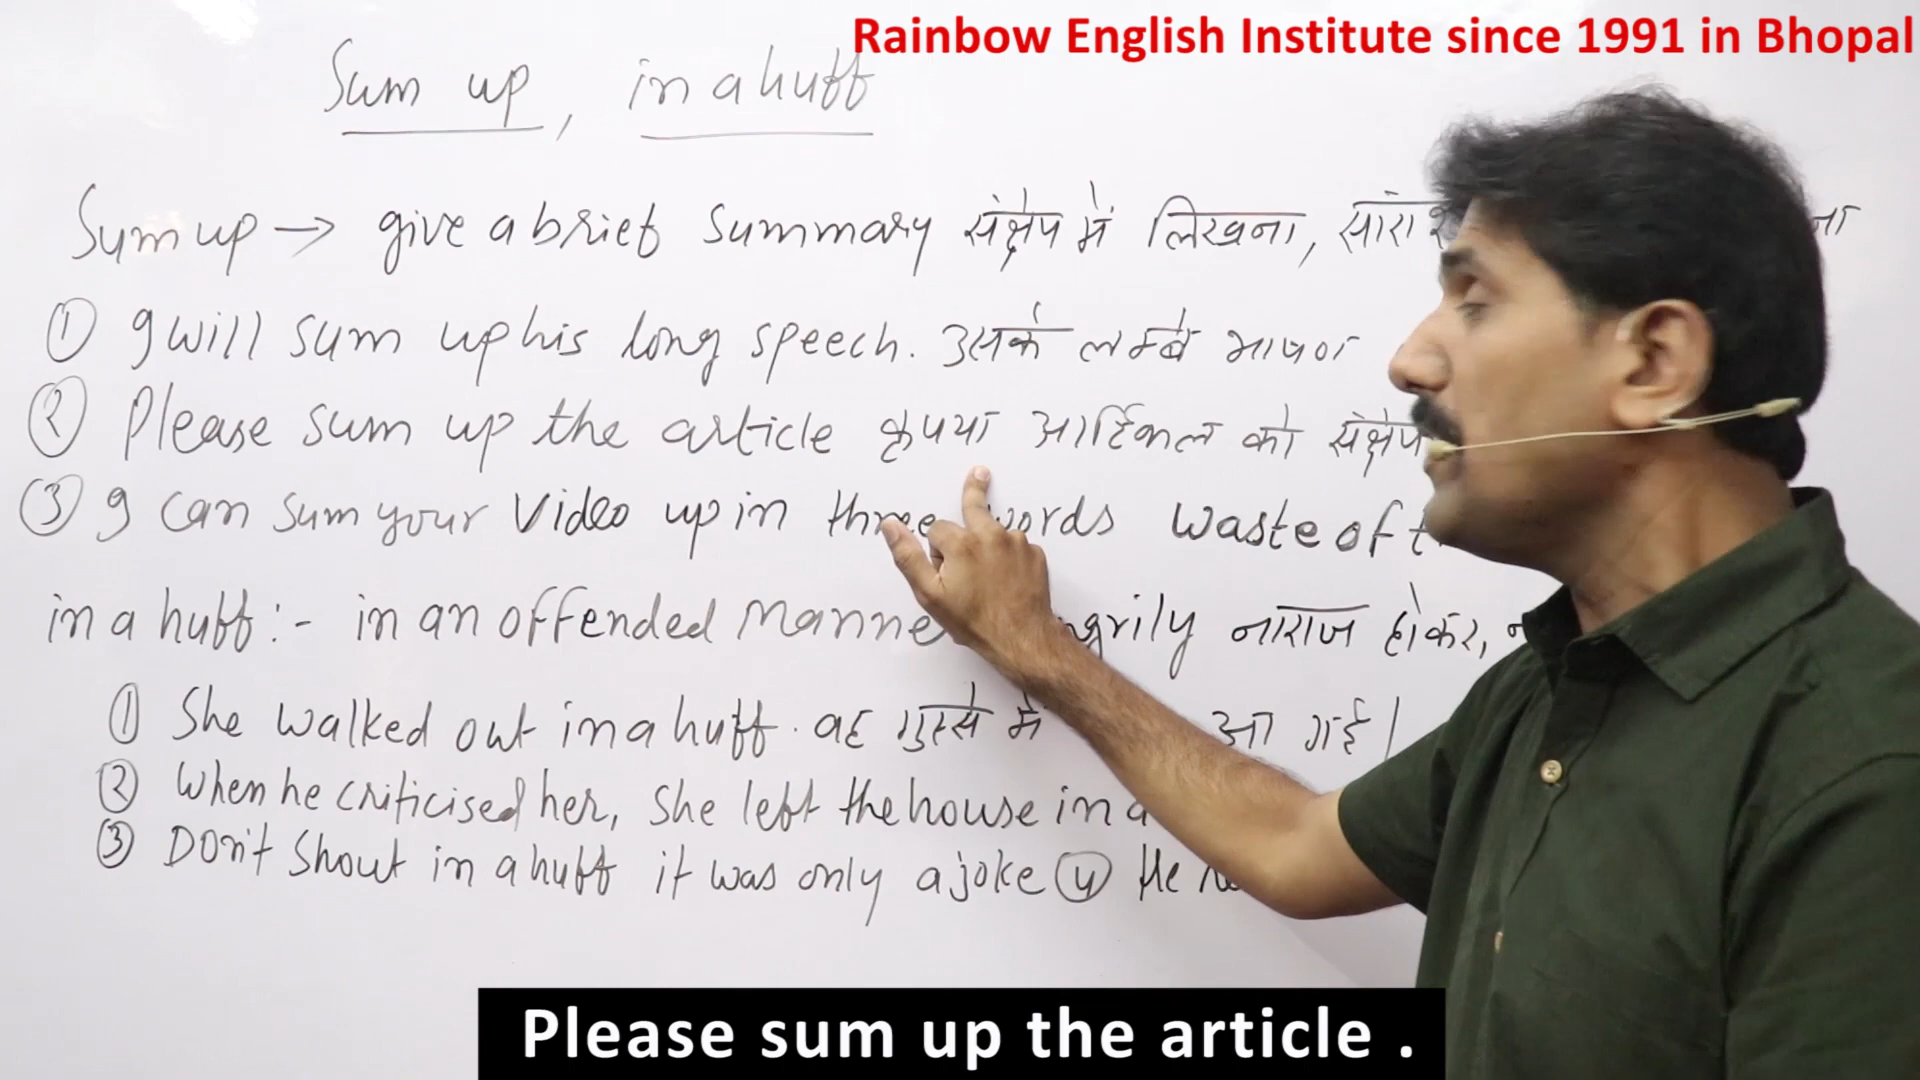 Rainbow English Institute since 1991 in Bhopal
Sum up, in a huff
Sum up → give a brief summary संक्षेप में लिखना,
① I will sum up his long speech. उसके लम्बे भाषण
② Please sum up the article कृपया आर्टिकल को संक्षेप
③ I can sum your video up in three words waste of
in a huff :- in an offended manner नाराज होकर,
① She walked out in a huff. वह गुस्से में आ गई।
② When he criticised her, she left the house in a
③ Don't shout in a huff it was only a joke ④ He
Please sum up the article .